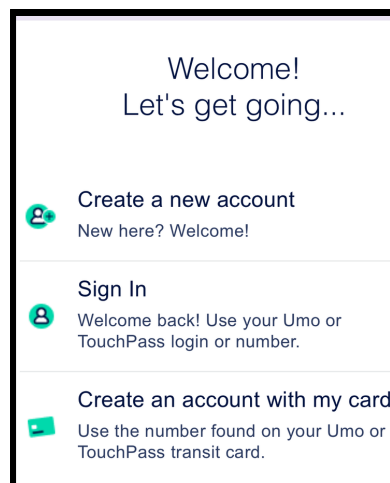 Welcome!
Let's get going...
Create a new account
New here? Welcome!
Sign In
Welcome back! Use your Umo or
TouchPass login or number.
Create an account with my card
Use the number found on your Umo or
TouchPass transit card.